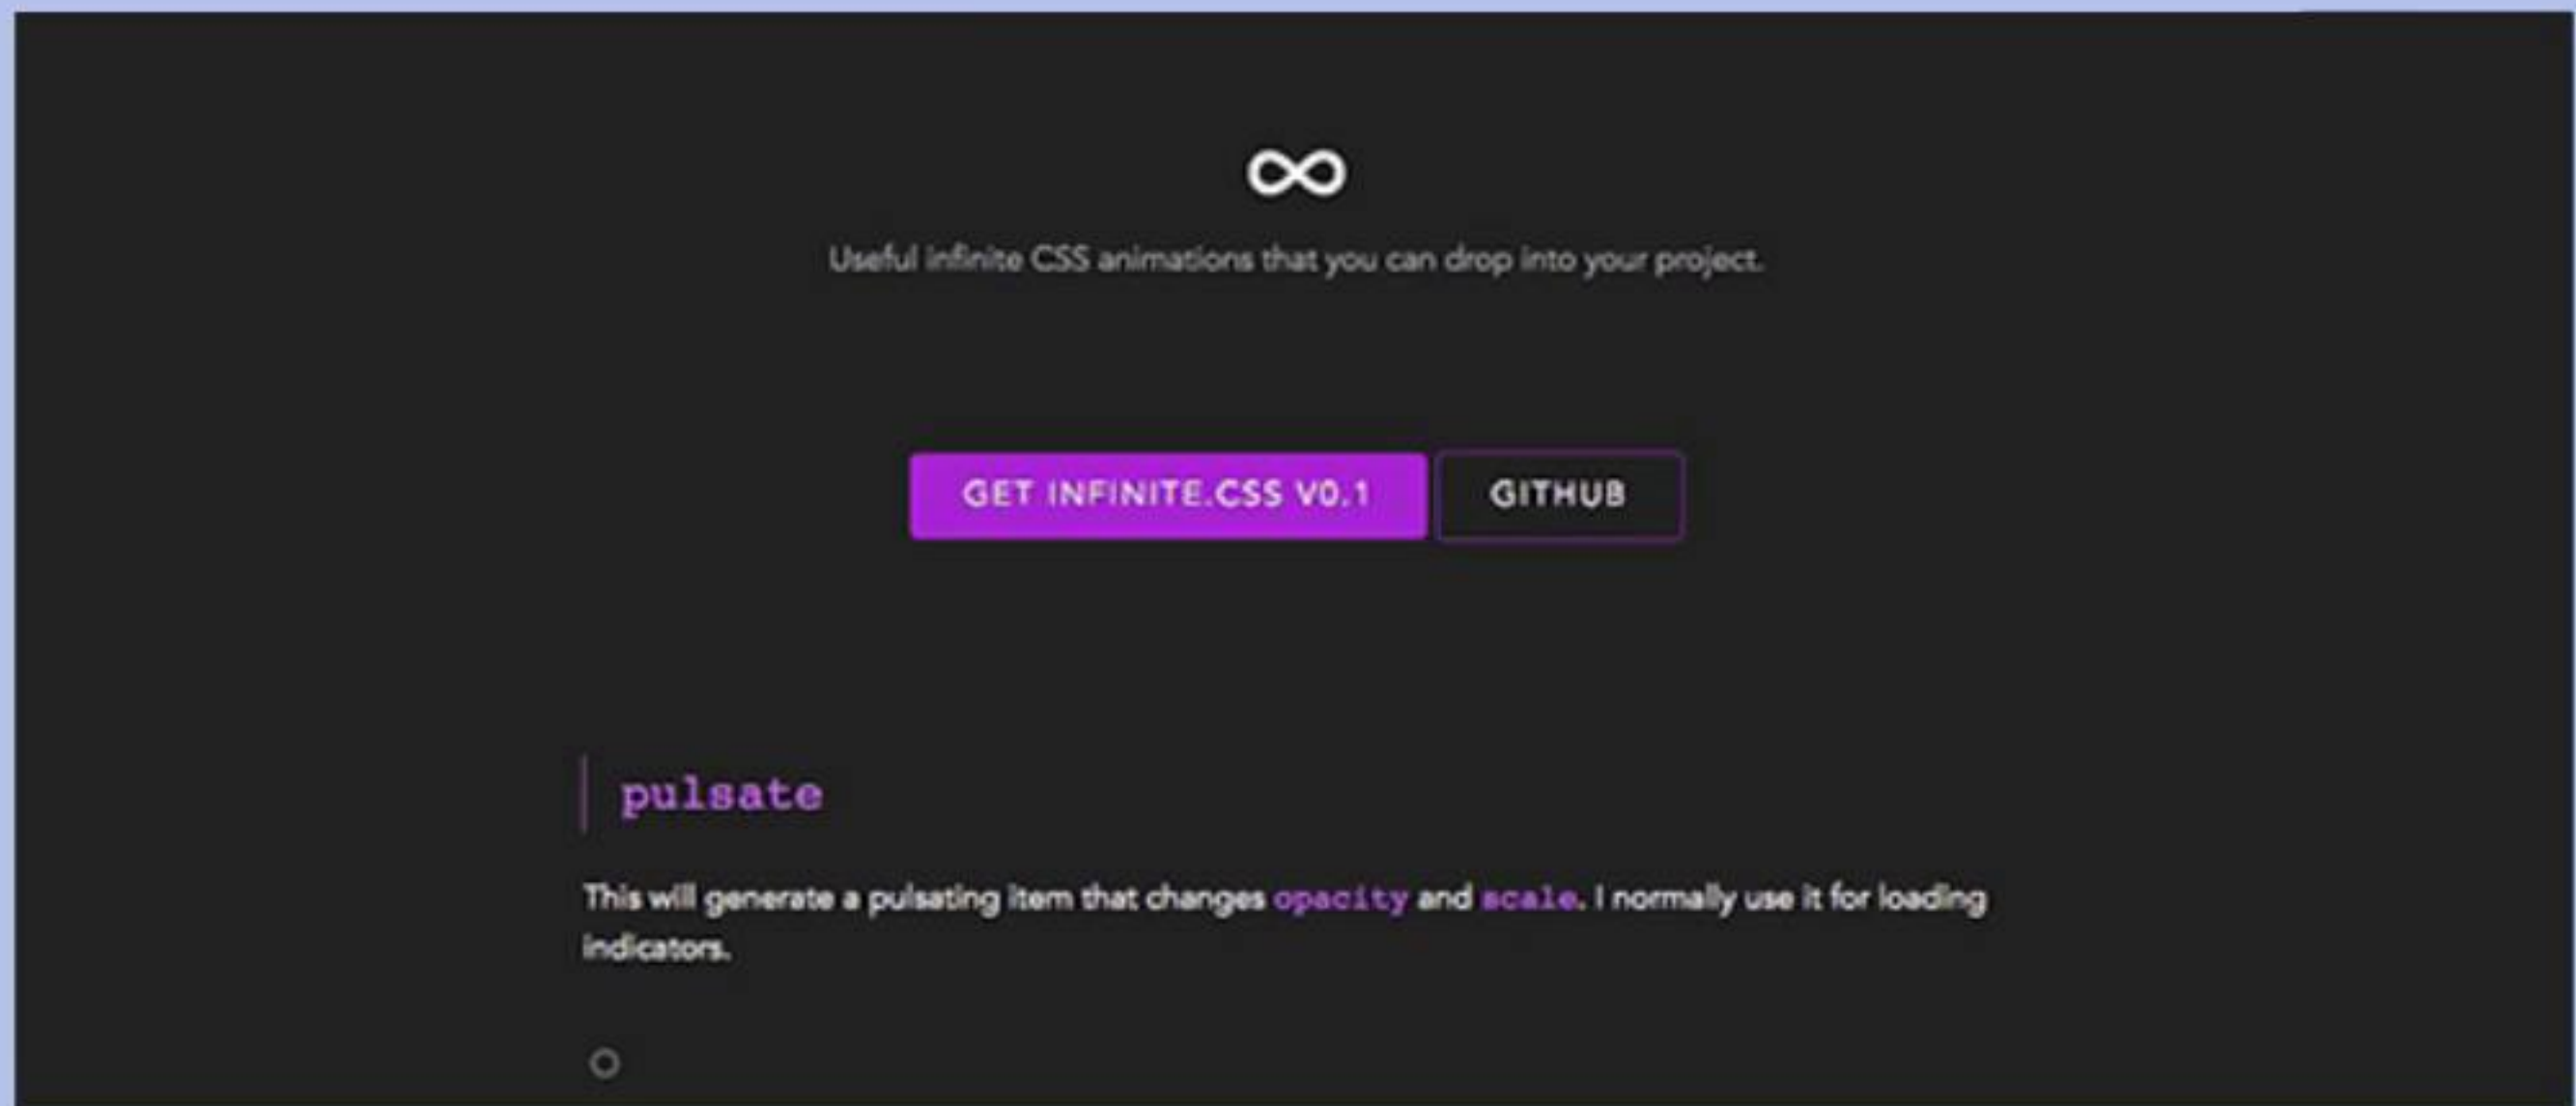 Useful infinite CSS animations that you can drop into your project.
GET INFINITE.CSS V0.1
GITHUB
pulsate
This will generate a pulsating item that changes opacity and scale. I normally use it for loading
indicators.